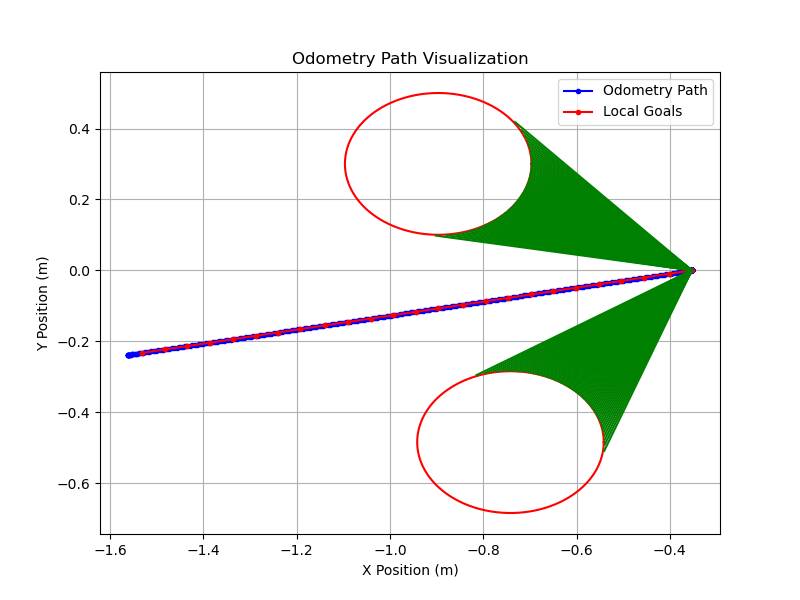 Odometry Path Visualization
Odometry Path
Local Goals
Y Position (m)
0.4
0.2
0.0
−0.2
−0.4
−0.6
−1.6 −1.4 −1.2 −1.0 −0.8 −0.6 −0.4
X Position (m)